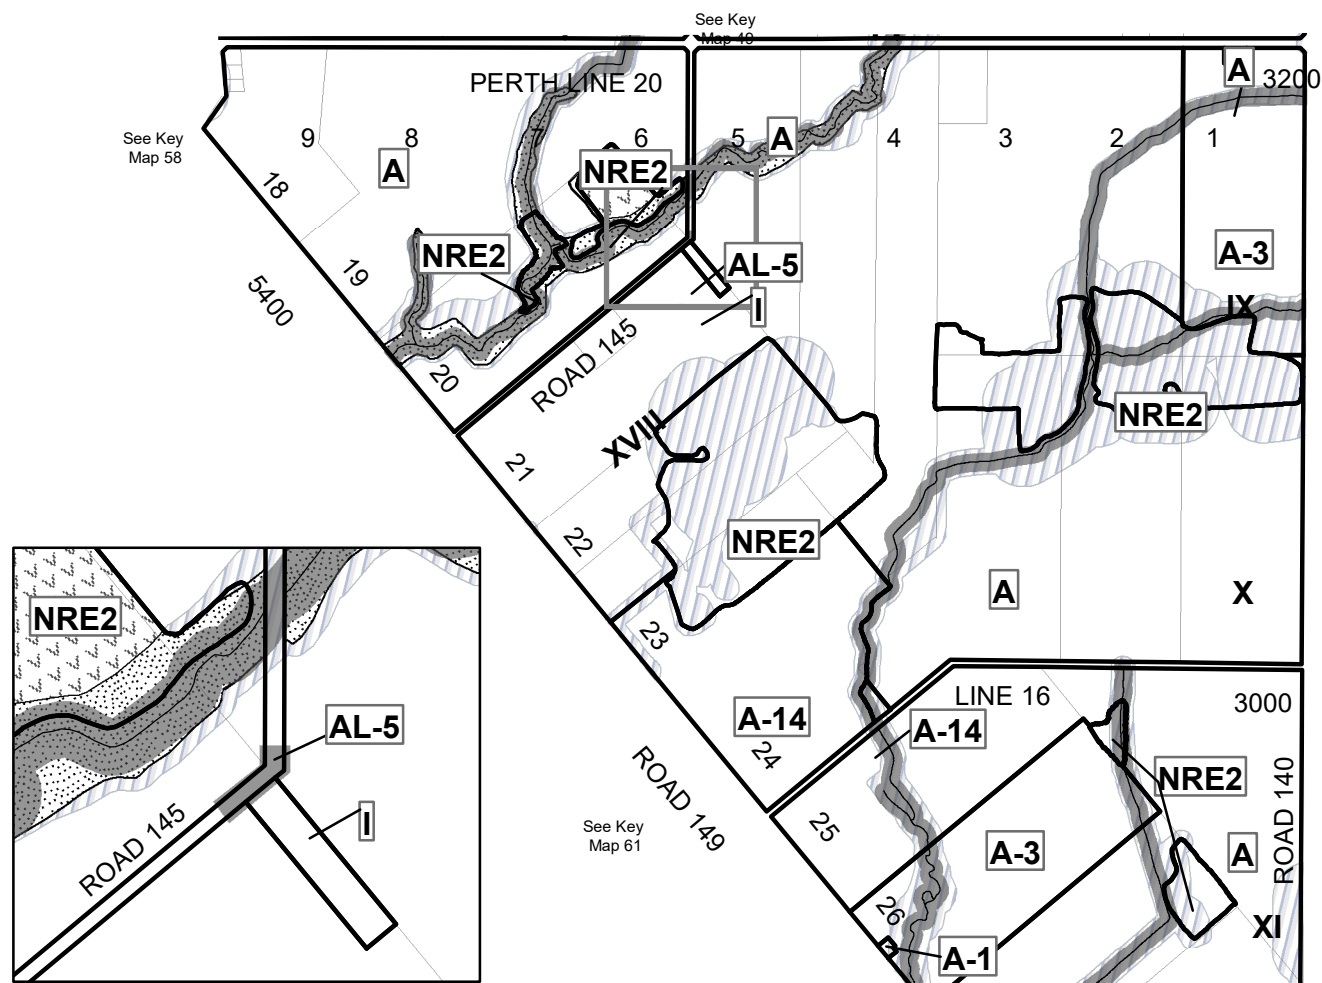 See Key
Map 49
PERTH LINE 20
A
3200
See Key
Map 58
9
8
7
6
5
A
4
3
2
1
A
NRE2
18
NRE2
19
AL-5
A-3
5400
I
IX
ROAD 145
20
NRE2
XVIII
21
22
NRE2
A
X
23
NRE2
LINE 16
3000
A-14
A-14
AL-5
24
ROAD 149
NRE2
ROAD 140
I
ROAD 145
See Key
Map 61
25
A-3
A
26
XI
A-1